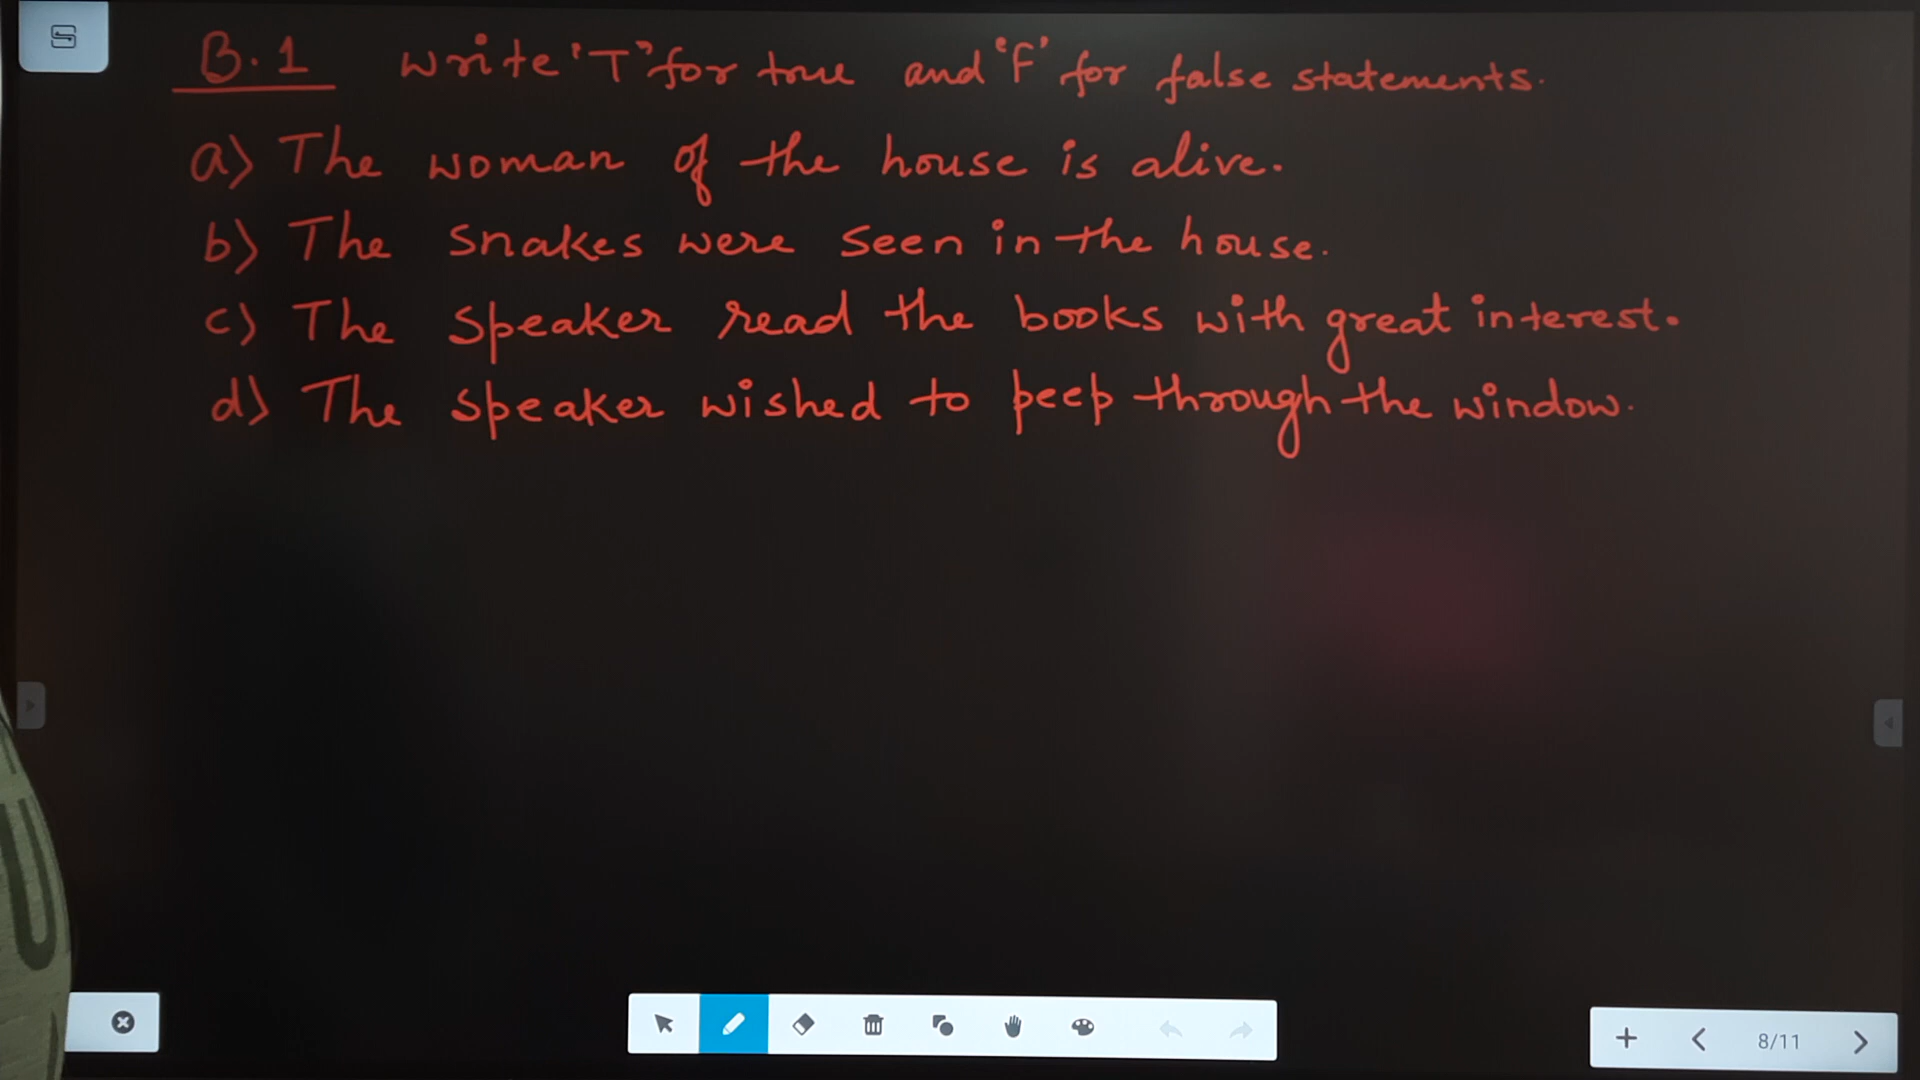 B.1 Write 'T' for true and 'F' for false statements.
a) The woman of the house is alive.
b) The snakes were seen in the house.
c) The speaker read the books with great interest.
d) The speaker wished to peep through the window.
8/11